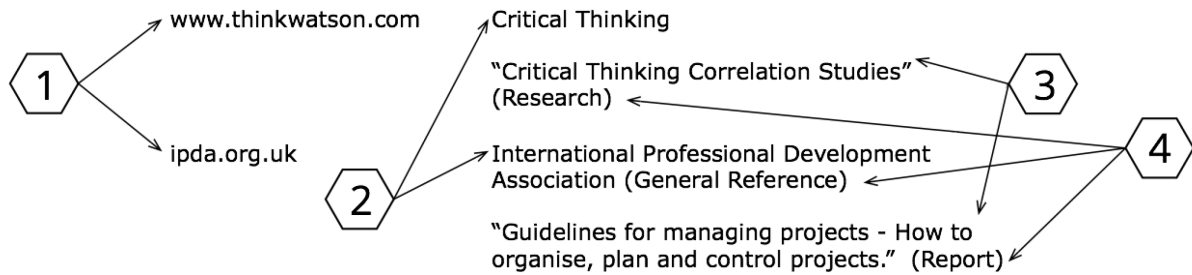 www.thinkwatson.com
Critical Thinking
1
“Critical Thinking Correlation Studies”
(Research)
3
ipda.org.uk
International Professional Development
Association (General Reference)
4
2
“Guidelines for managing projects - How to
organise, plan and control projects.” (Report)